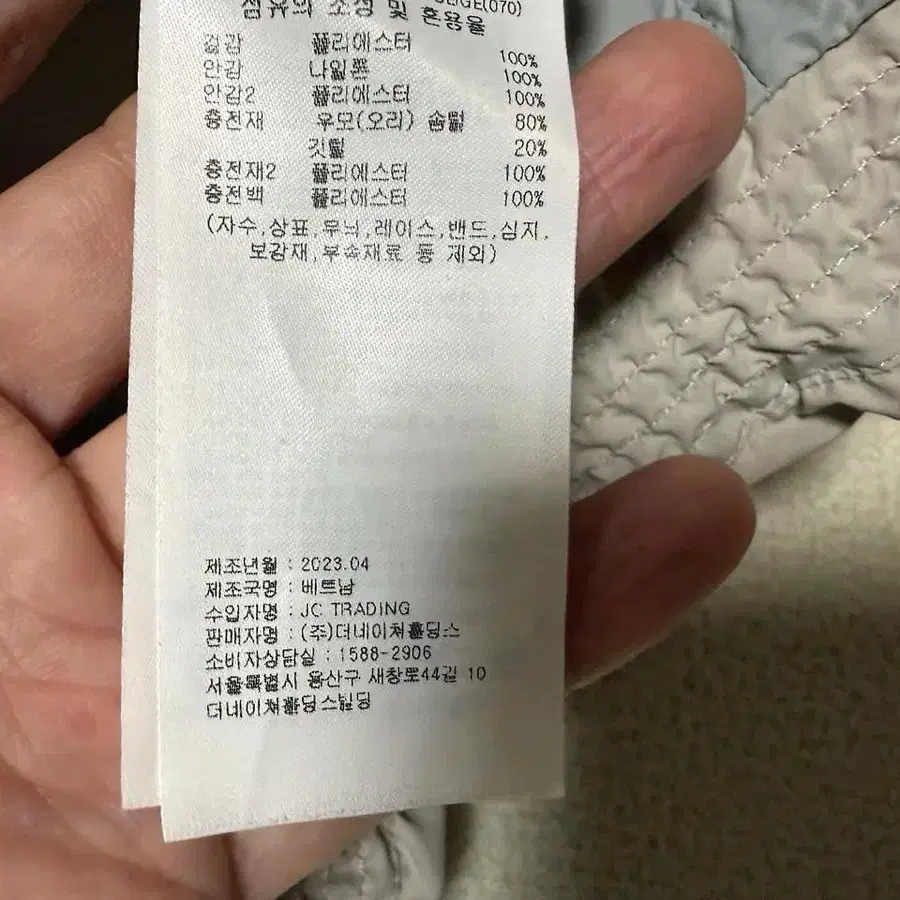 BEIGE(070)
섬유의 조성 및 혼용율
겉감 폴리에스터 100%
안감 나일론 100%
안감2 폴리에스터 100%
충전재 우모(오리) 솜털 80%
깃털 20%
충전재2 폴리에스터 100%
충전백 폴리에스터 100%
(자수,상표,무늬,레이스,밴드,심지,
보강재,부속재료 등 제외)
제조년월 : 2023.04
제조국명 : 베트남
수입자명 : JC TRADING
판매자명 : (주)더네이쳐홀딩스
소비자상담실 : 1588-2906
서울특별시 용산구 새창로44길 10
더네이쳐홀딩스빌딩